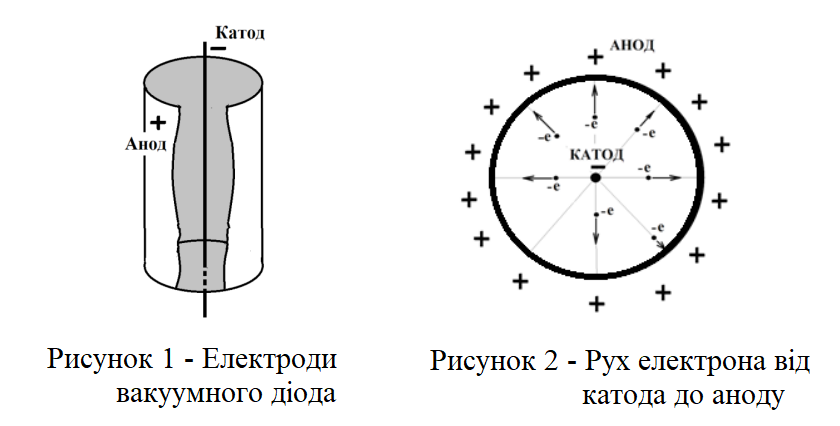 Катод
−
+
Анод
Рисунок 1 - Електроди
вакуумного діода
АНОД
+ + + + + + + + + + + + + + +
-e
-e
-e
КАТОД
−
-e
-e
-e
-e
Рисунок 2 - Рух електрона від
катода до аноду